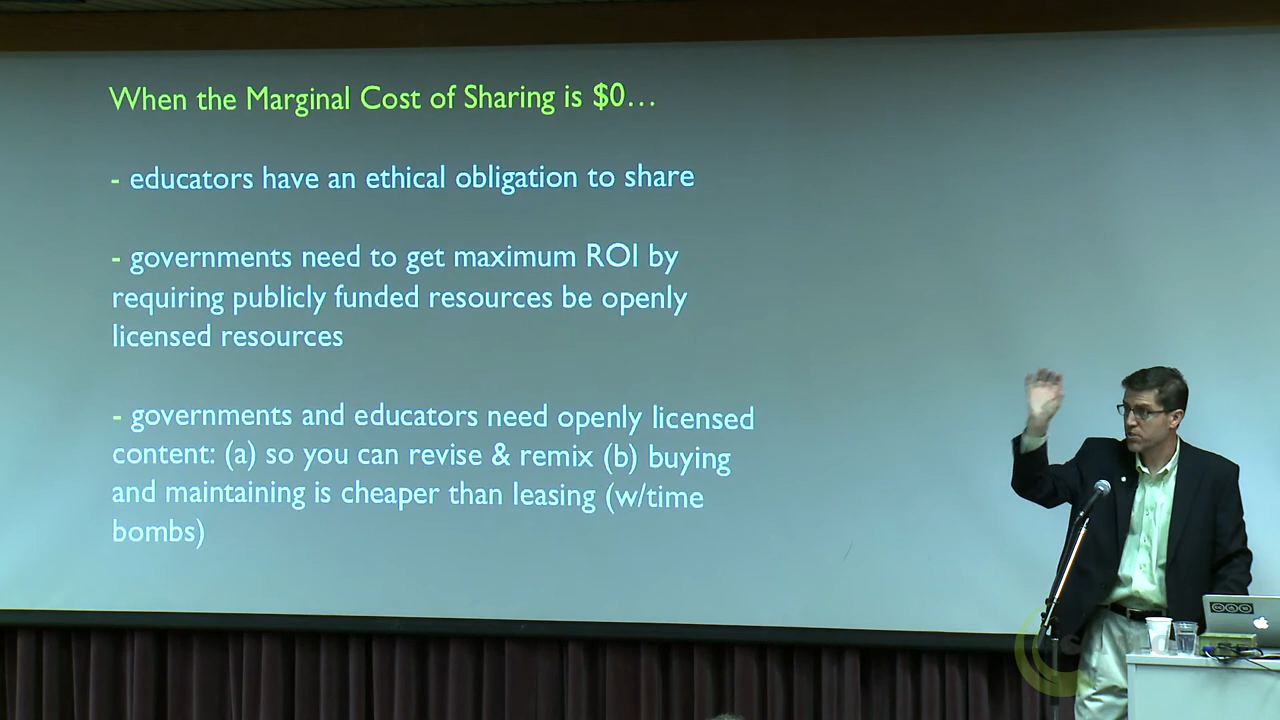 When the Marginal Cost of Sharing is $0…
- educators have an ethical obligation to share
- governments need to get maximum ROI by
requiring publicly funded resources be openly
licensed resources
- governments and educators need openly licensed
content: (a) so you can revise & remix (b) buying
and maintaining is cheaper than leasing (w/time
bombs)